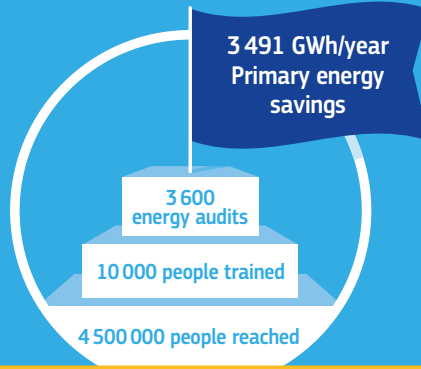 3 491 GWh/year
Primary energy
savings
3 600
energy audits
10 000 people trained
4 500 000 people reached